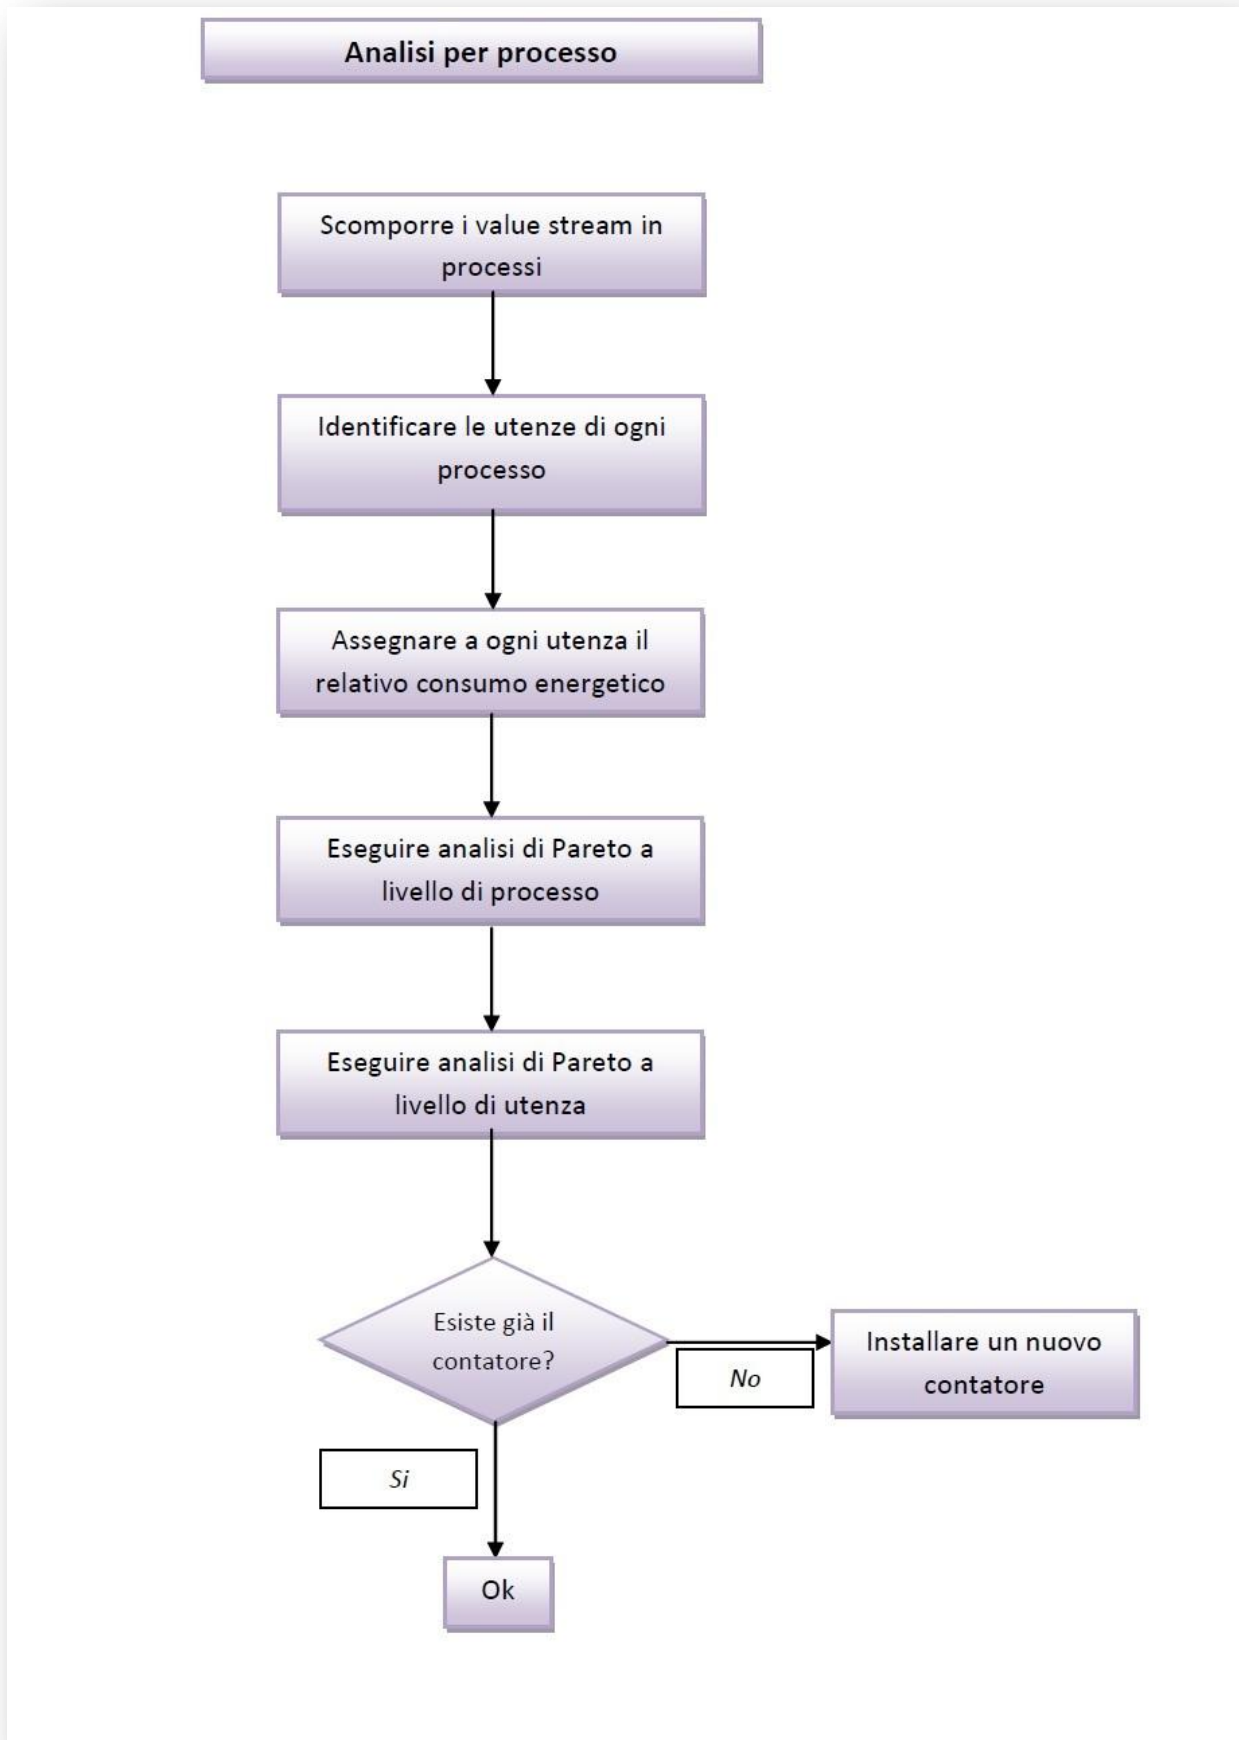 Analisi per processo
Scomporre i value stream in
processi
Identificare le utenze di ogni
processo
Assegnare a ogni utenza il
relativo consumo energetico
Eseguire analisi di Pareto a
livello di processo
Eseguire analisi di Pareto a
livello di utenza
Esiste già il
contatore?
No
Installare un nuovo
contatore
Si
Ok